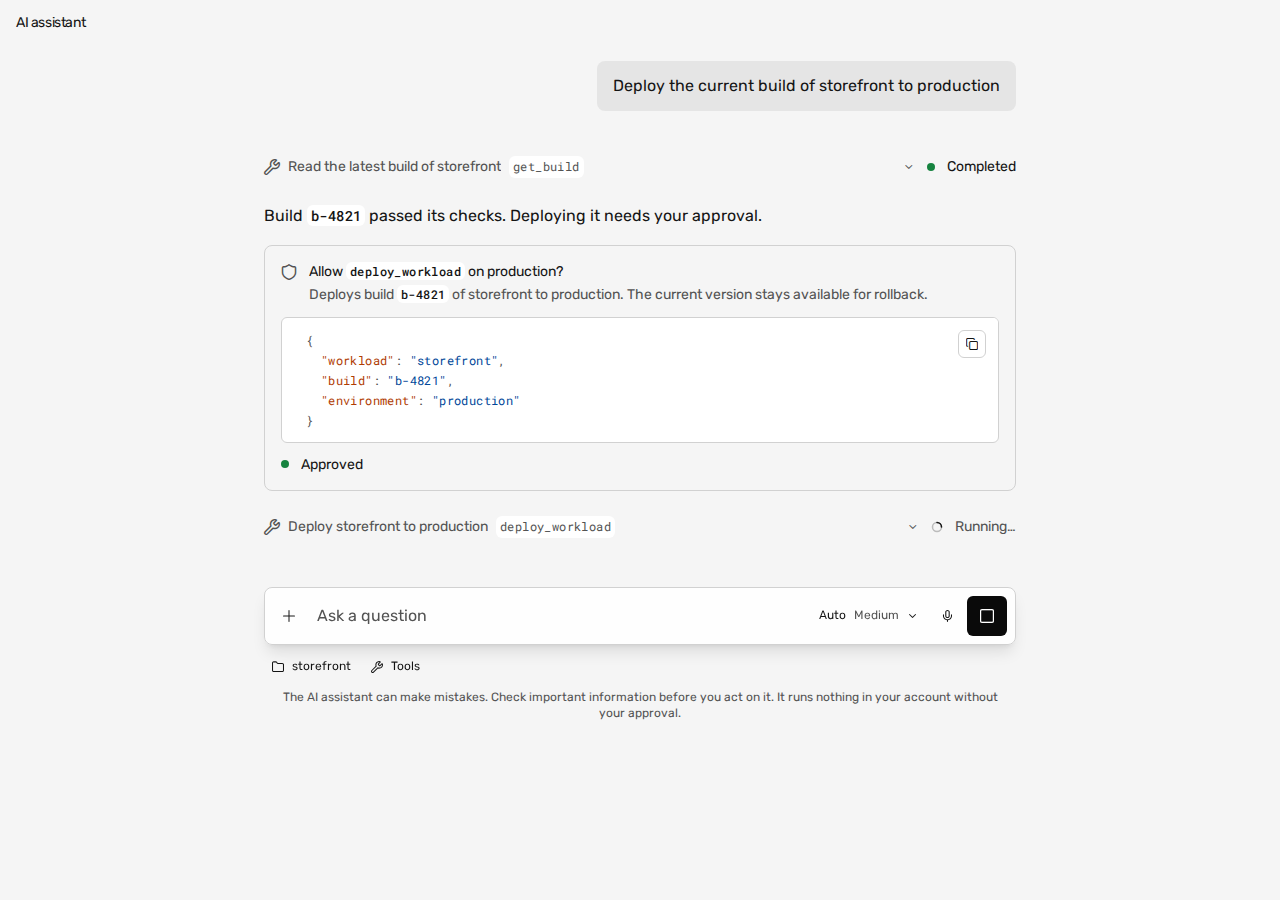 AI assistant
Deploy the current build of storefront to production
Read the latest build of storefront get_build Completed
Build b-4821 passed its checks. Deploying it needs your approval.
Allow deploy_workload on production?
Deploys build b-4821 of storefront to production. The current version stays available for rollback.
{
"workload": "storefront",
"build": "b-4821",
"environment": "production"
}
Approved
Deploy storefront to production deploy_workload Running…
Ask a question Auto Medium
storefront Tools
The AI assistant can make mistakes. Check important information before you act on it. It runs nothing in your account without
your approval.